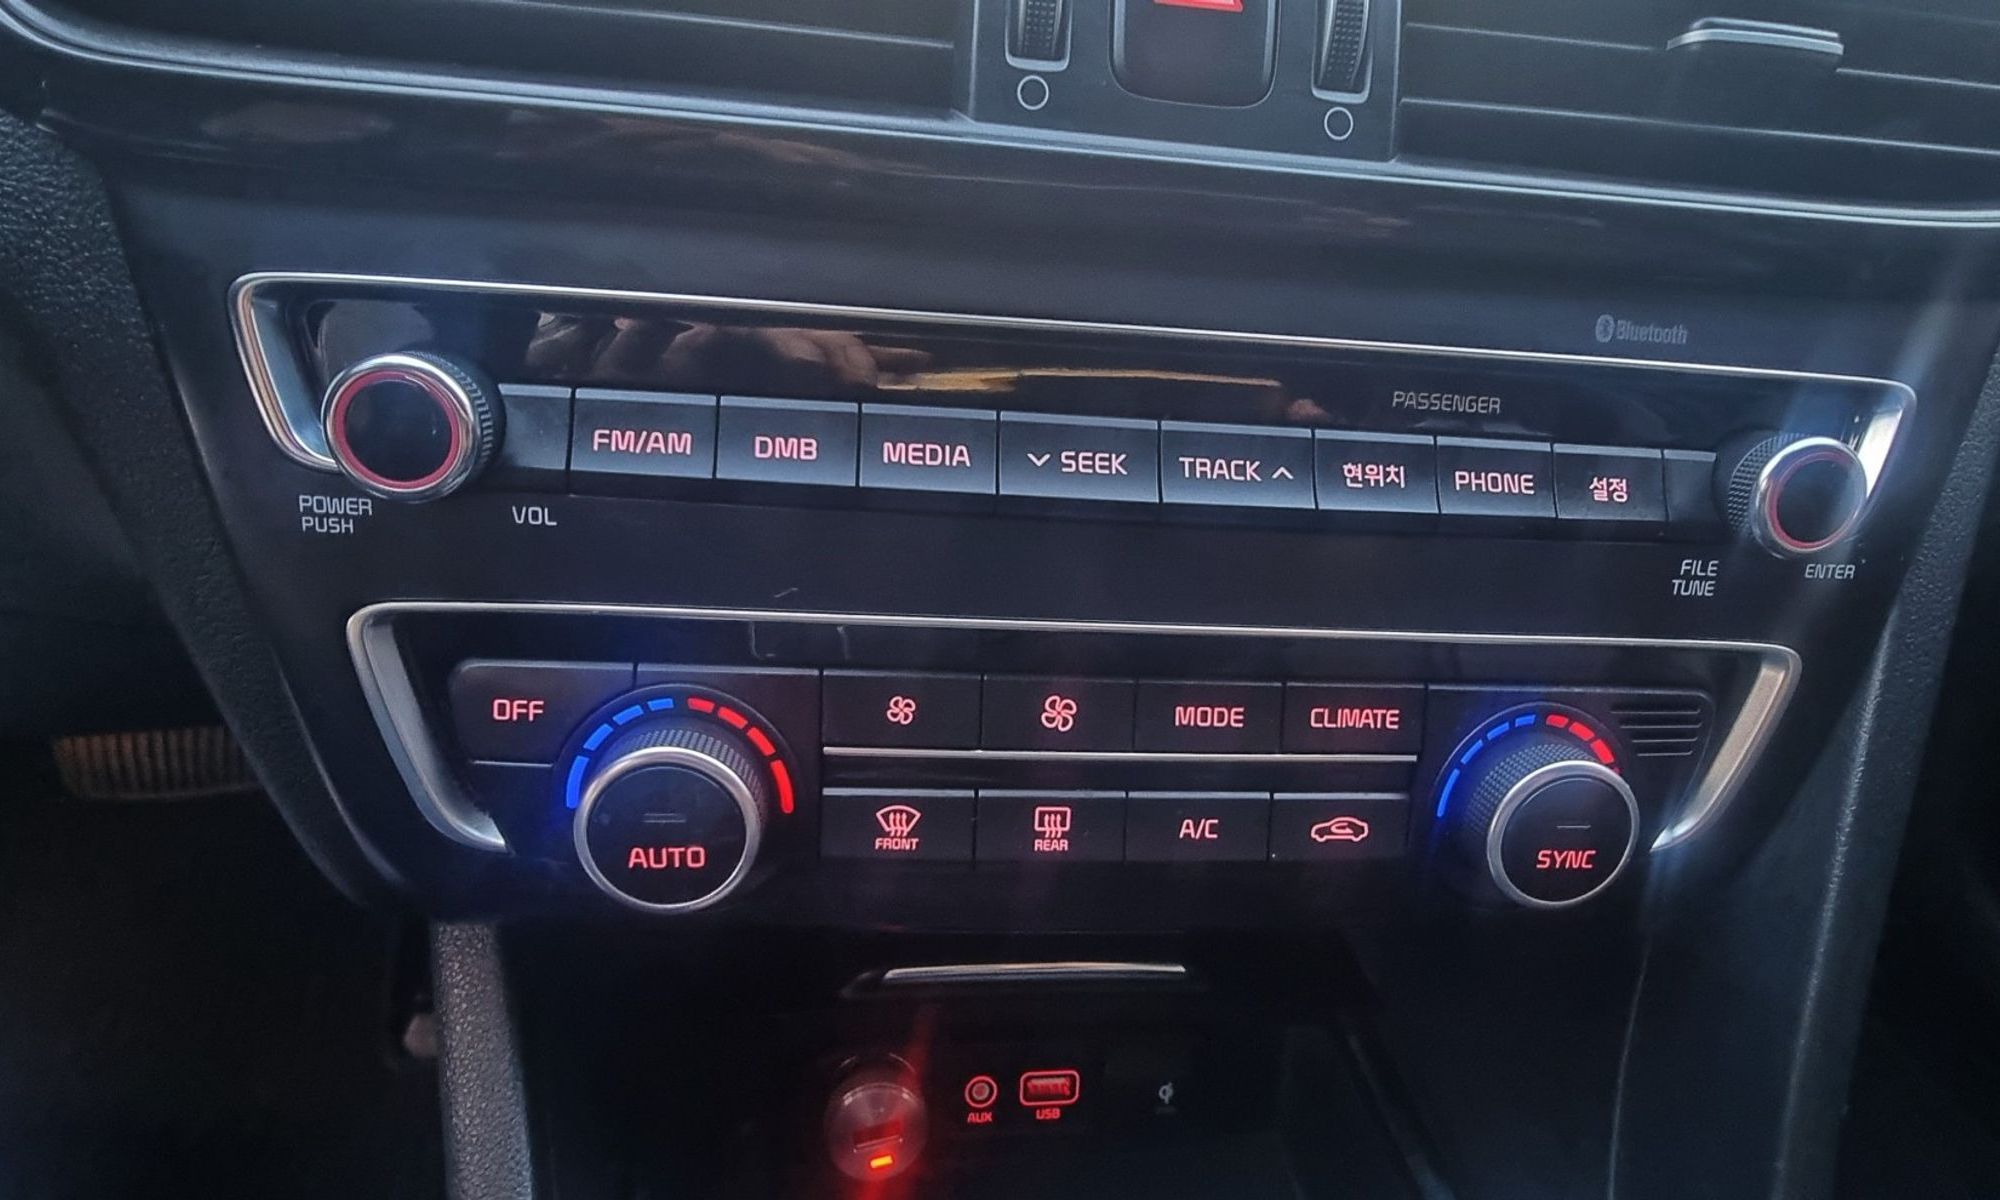 Bluetooth
PASSENGER
FM/AM
DMB
MEDIA
SEEK
TRACK
현위치
PHONE
설정
POWER
PUSH
VOL
FILE
TUNE
ENTER
OFF
MODE
CLIMATE
AUTO
FRONT
REAR
A/C
SYNC
AUX
USB